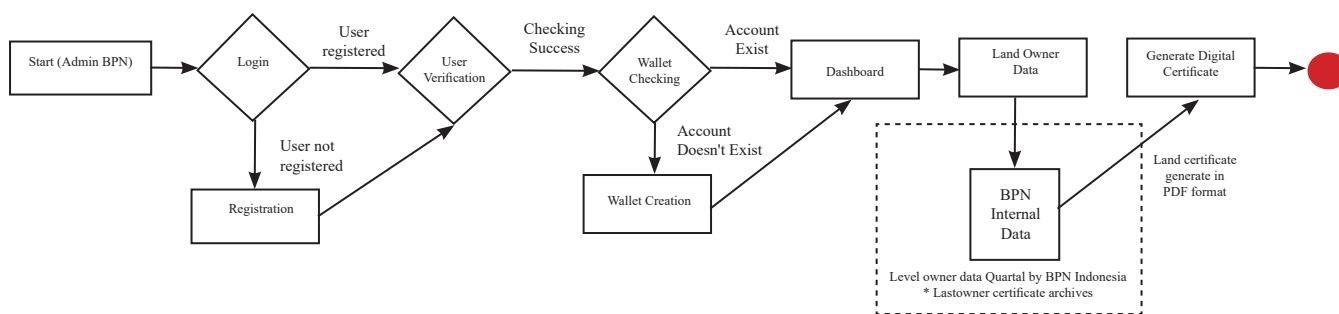 Start (Admin BPN)
Login
User
registered
User not
registered
Registration
User
Verification
Checking
Success
Wallet
Checking
Account
Exist
Account
Doesn't Exist
Wallet Creation
Dashboard
Land Owner
Data
BPN
Internal
Data
Level owner data Quartal by BPN Indonesia
* Lastowner certificate archives
Generate Digital
Certificate
Land certificate
generate in
PDF format